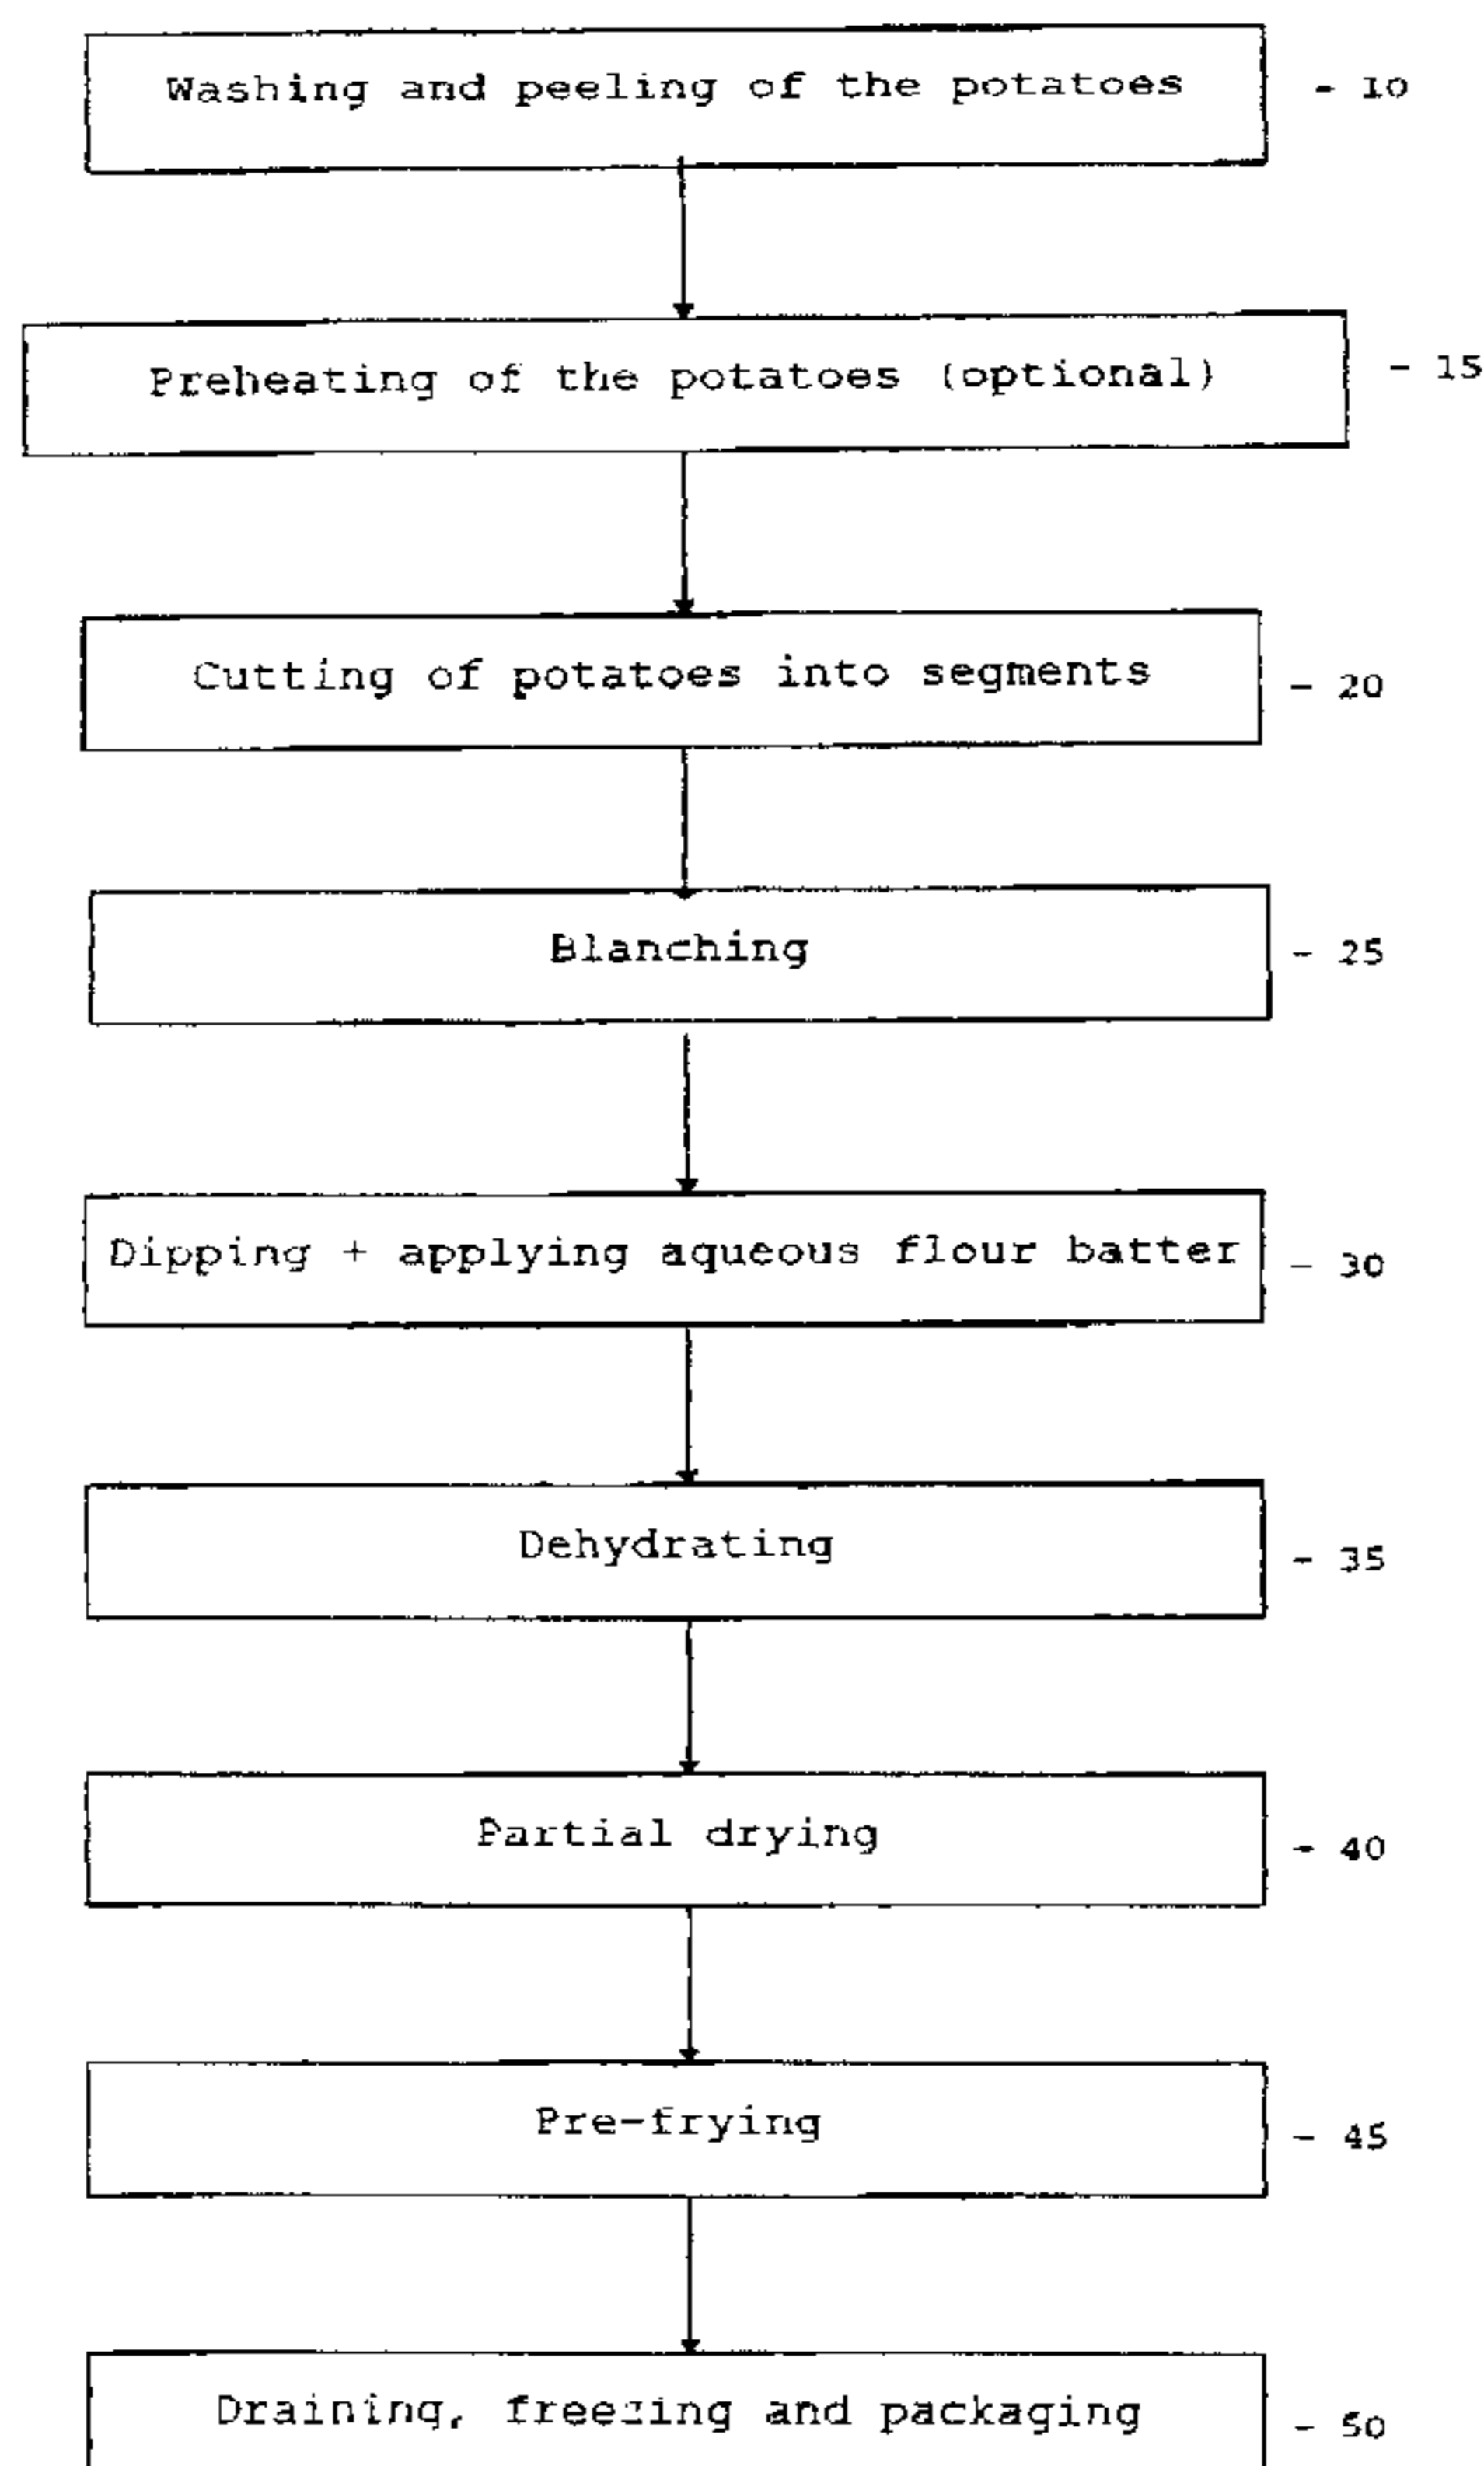 Washing and peeling of the potatoes - 10
Preheating of the potatoes (optional) - 15
Cutting of potatoes into segments - 20
Blanching - 25
Dipping + applying aqueous flour batter - 30
Dehydrating - 35
Partial drying - 40
Pre-frying - 45
Draining, freezing and packaging - 50